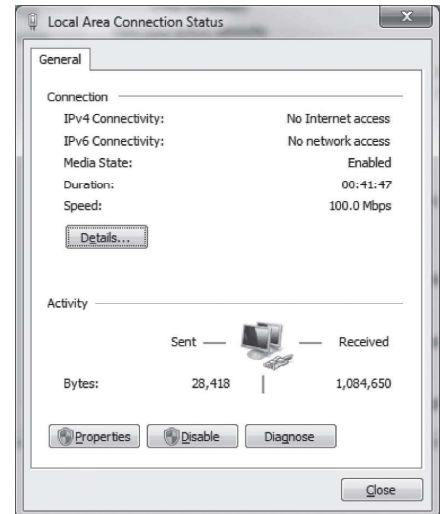 Local Area Connection Status
X
General
Connection
IPv4 Connectivity: No Internet access
IPv6 Connectivity: No network access
Media State: Enabled
Duration: 00:41:47
Speed: 100.0 Mbps
Details...
Activity
Sent — — Received
Bytes: 28,418 | 1,084,650
Properties Disable Diagnose
Close